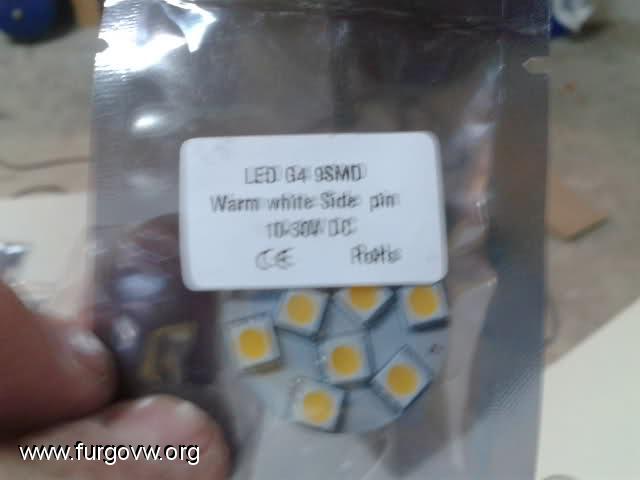 LED G4 9SMD
Warm white Side pin
10-30V DC
CE RoHs
www.furgovw.org